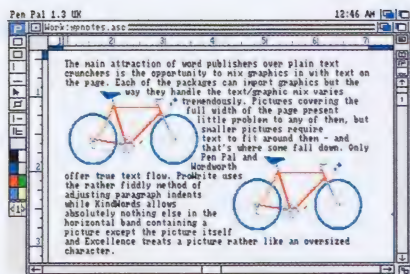 Pen Pal 1.3 UK 12:46 AM
Work:wpnotes.asc
The main attraction of word publishers over plain text
crunchers is the opportunity to mix graphics in with text on
the page. Each of the packages can import graphics but the
way they handle the text/graphic mix varies
tremendously. Pictures covering the
full width of the page present
little problem to any of them, but
smaller pictures require
text to fit around them - and
that's where some fall down. Only
Pen Pal and
Wordworth
offer true text flow. ProWrite uses
the rather fiddly method of
adjusting paragraph indents
while KindWords allows
absolutely nothing else in the
horizontal band containing a
picture except the picture itself
and Excellence treats a picture rather like an oversized
character.